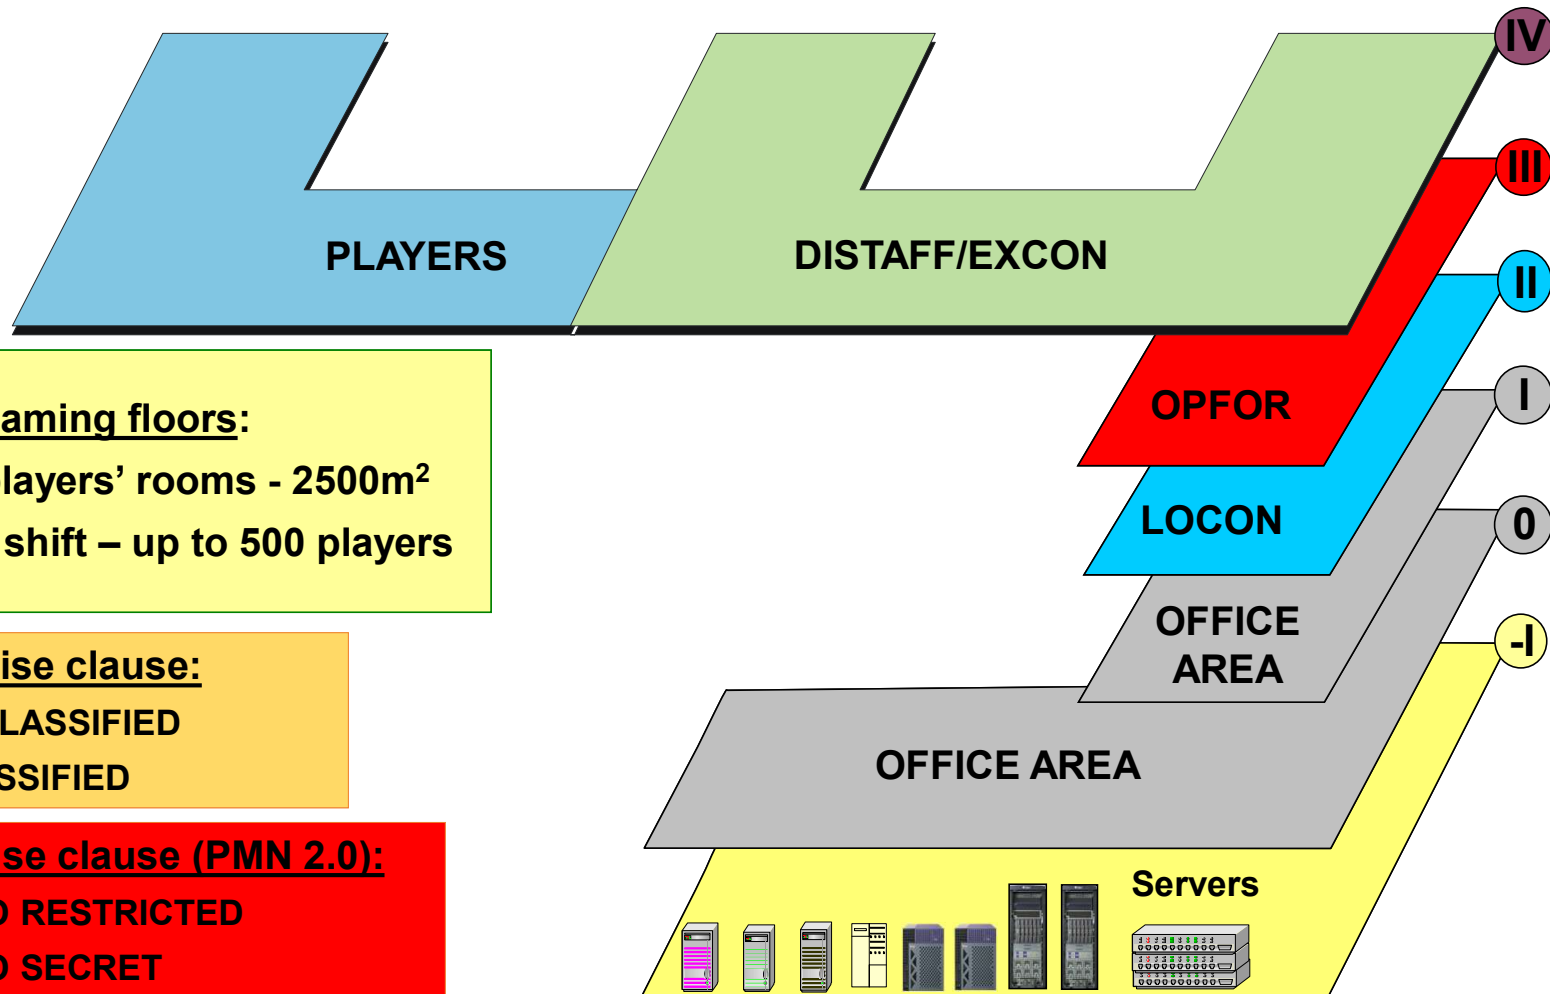 IV
III
PLAYERS
DISTAFF/EXCON
II
I
OPFOR
aming floors:
layers’ rooms - 2500m²
shift – up to 500 players
LOCON
0
OFFICE
AREA
-I
ise clause:
LASSIFIED
SSIFIED
OFFICE AREA
se clause (PMN 2.0):
RESTRICTED
SECRET
Servers